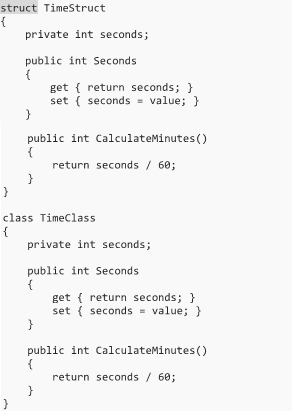 struct TimeStruct
{
    private int seconds;

    public int Seconds
    {
        get { return seconds; }
        set { seconds = value; }
    }

    public int CalculateMinutes()
    {
        return seconds / 60;
    }
}

class TimeClass
{
    private int seconds;

    public int Seconds
    {
        get { return seconds; }
        set { seconds = value; }
    }

    public int CalculateMinutes()
    {
        return seconds / 60;
    }
}